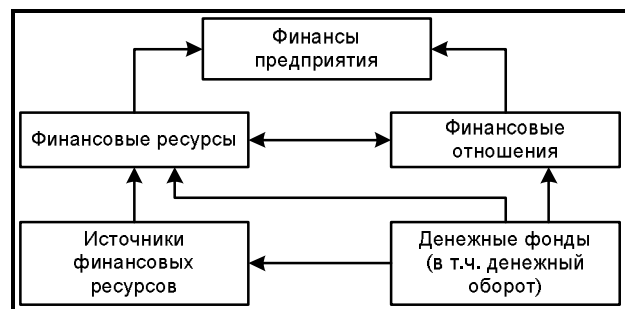 Финансы
предприятия
Финансовые ресурсы
Финансовые
отношения
Источники
финансовых
ресурсов
Денежные фонды
(в т.ч. денежный
оборот)